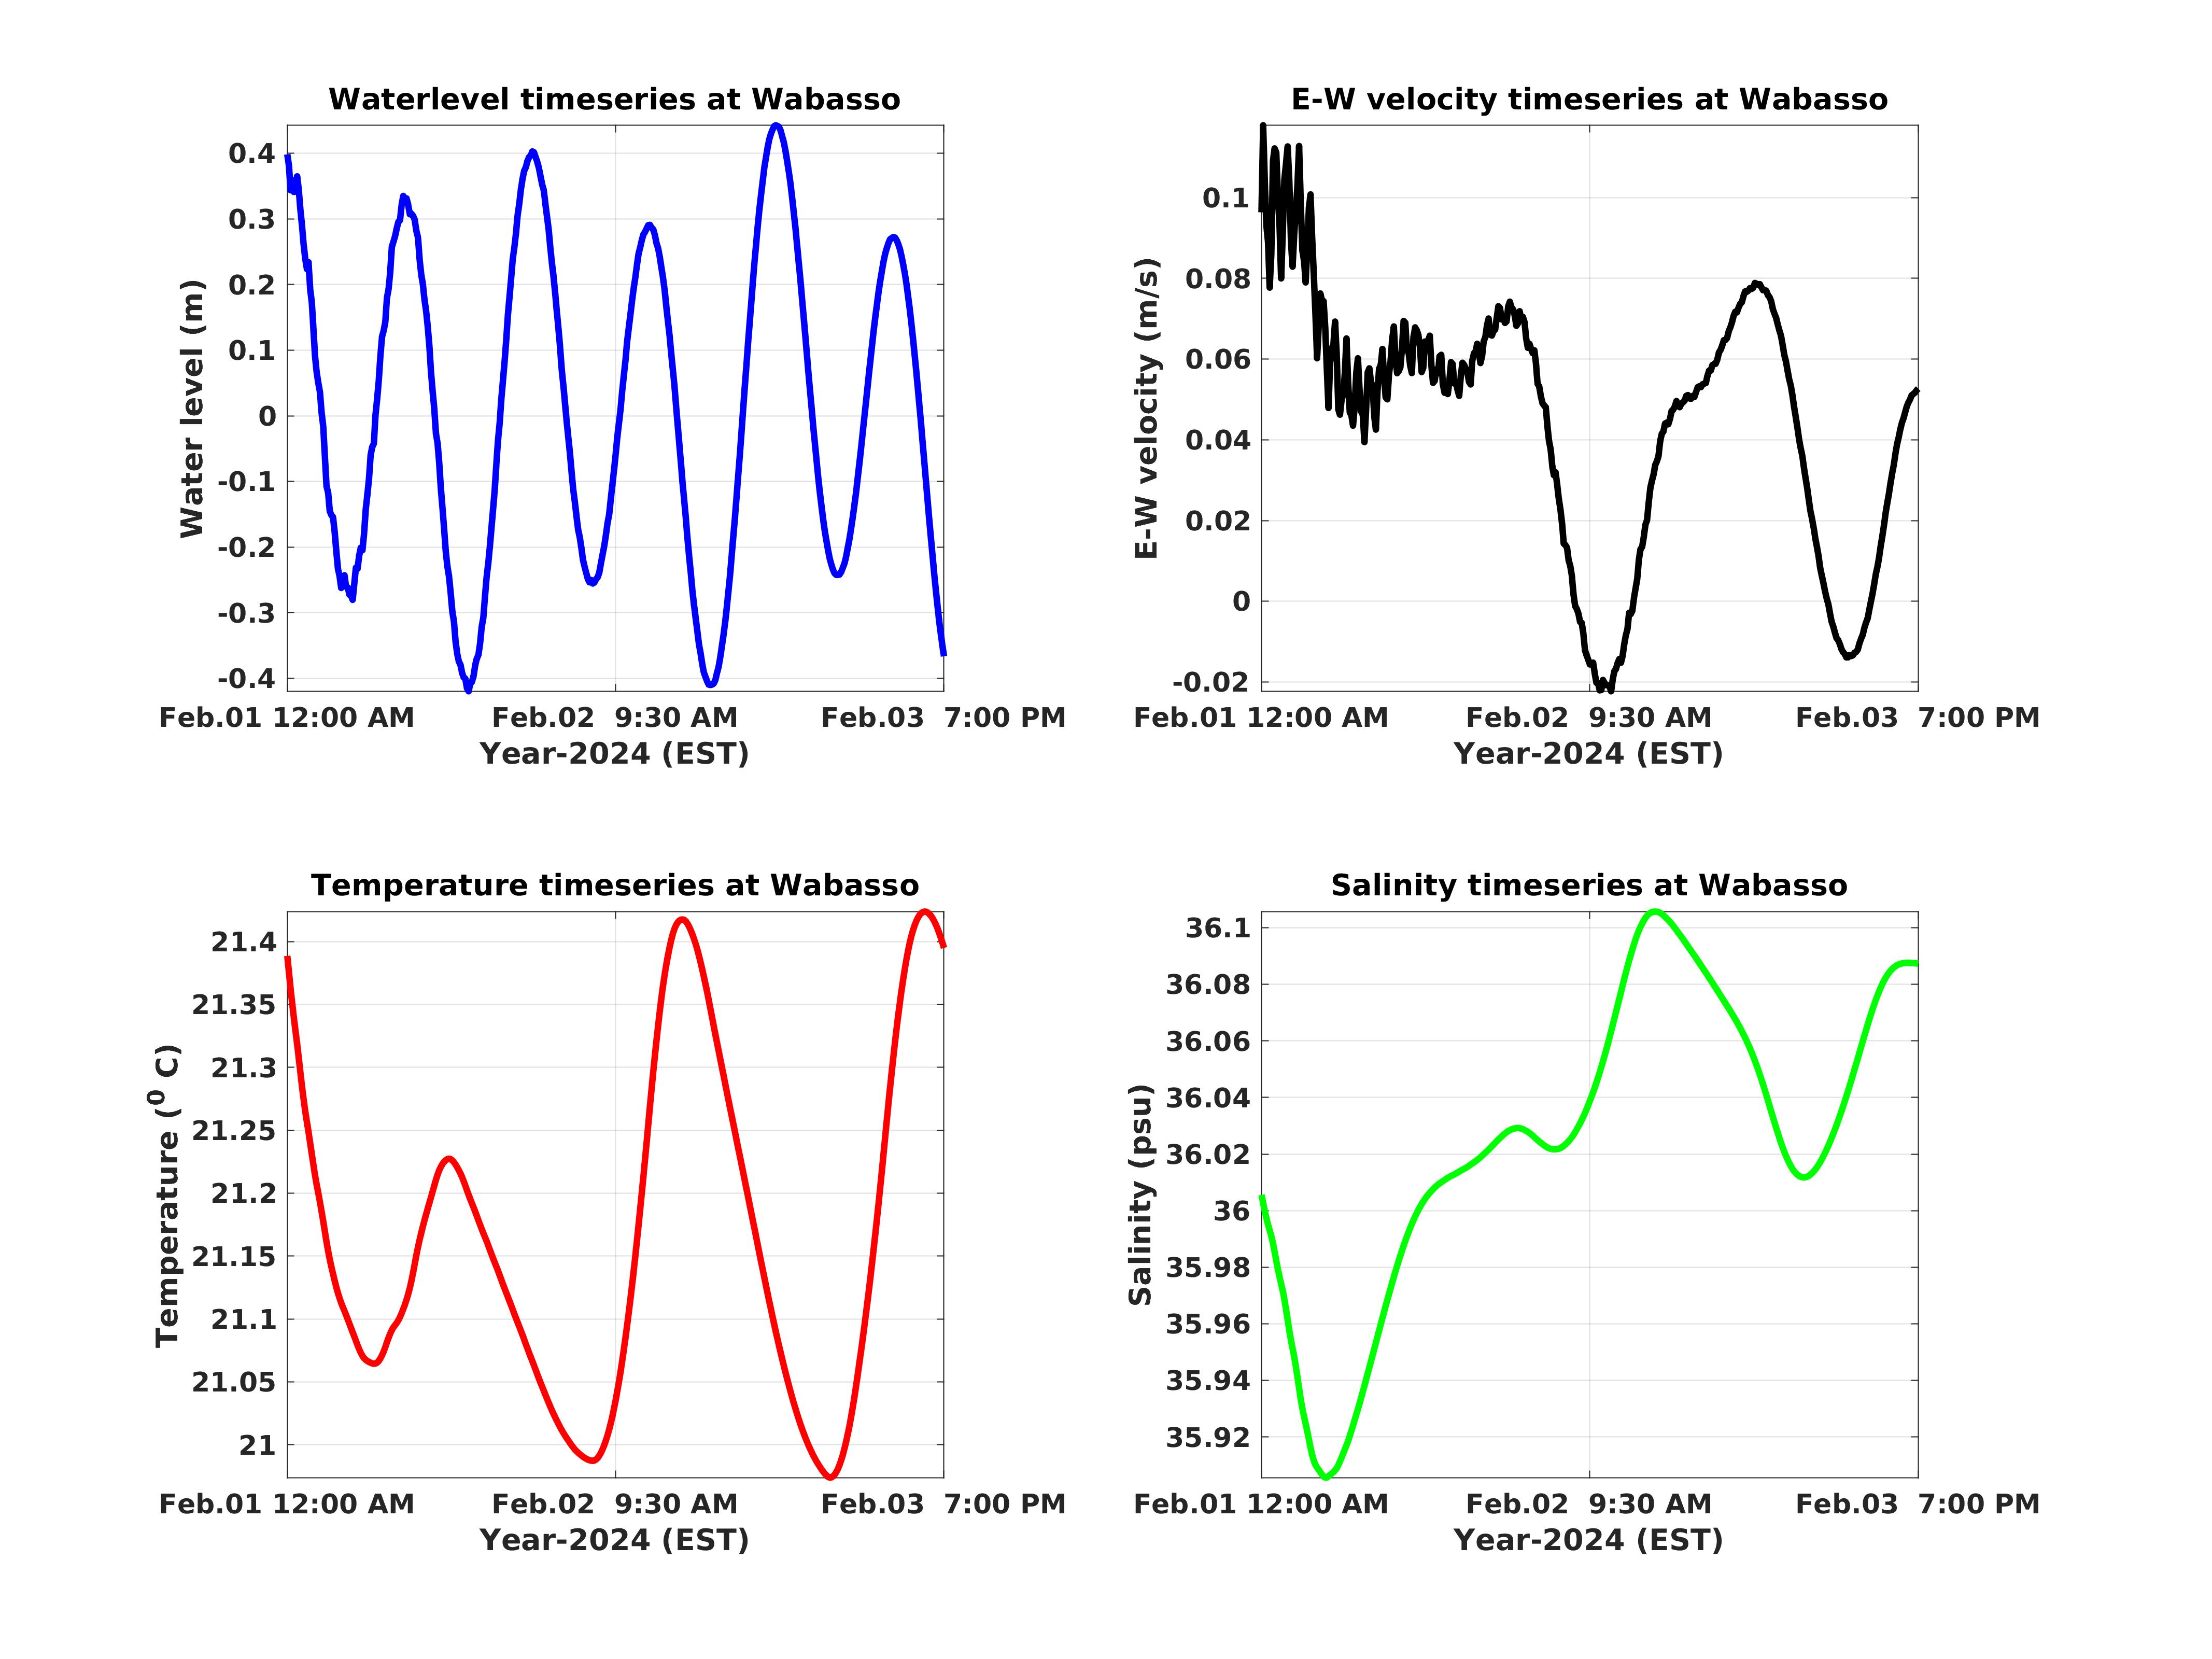 Waterlevel timeseries at Wabasso
0.4
0.3
0.2
0.1
0
-0.1
-0.2
-0.3
-0.4
Water level (m)
Feb.01 12:00 AM
Feb.02  9:30 AM
Feb.03  7:00 PM
Year-2024 (EST)
E-W velocity timeseries at Wabasso
0.1
0.08
0.06
0.04
0.02
0
-0.02
E-W velocity (m/s)
Feb.01 12:00 AM
Feb.02  9:30 AM
Feb.03  7:00 PM
Year-2024 (EST)
Temperature timeseries at Wabasso
21.4
21.35
21.3
21.25
21.2
21.15
21.1
21.05
21
Temperature (⁰ C)
Feb.01 12:00 AM
Feb.02  9:30 AM
Feb.03  7:00 PM
Year-2024 (EST)
Salinity timeseries at Wabasso
36.1
36.08
36.06
36.04
36.02
36
35.98
35.96
35.94
35.92
Salinity (psu)
Feb.01 12:00 AM
Feb.02  9:30 AM
Feb.03  7:00 PM
Year-2024 (EST)